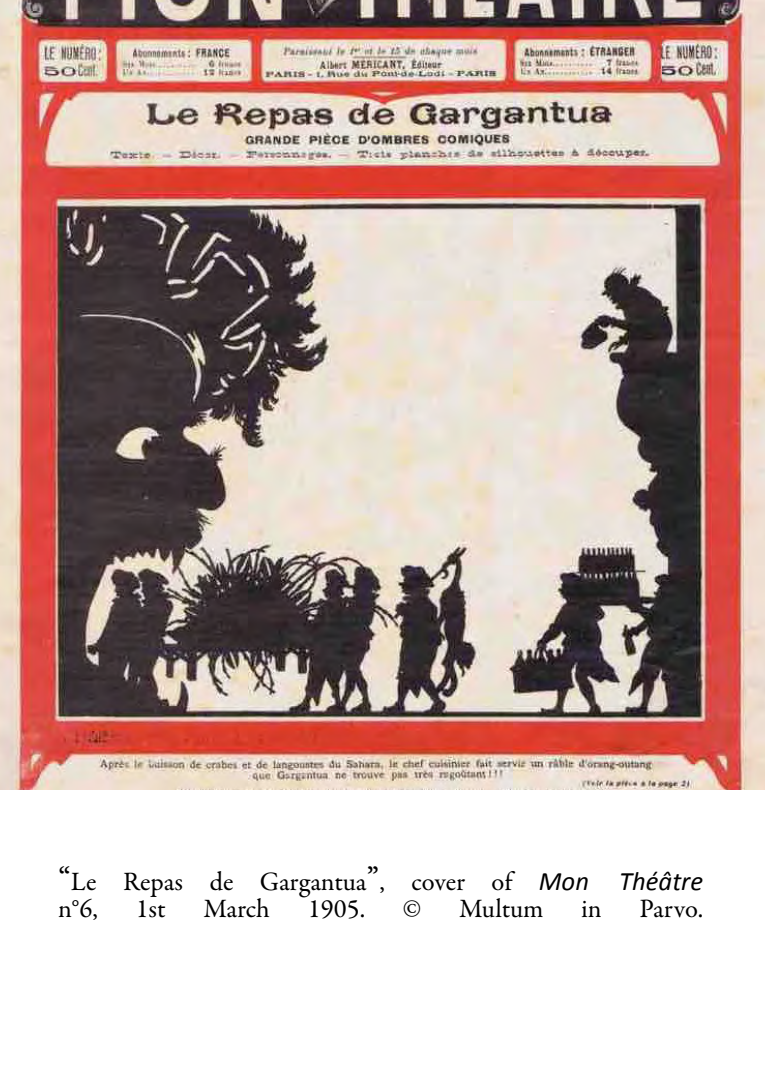 MON THÉATRE
LE NUMÉRO:
50 Cent.
Abonnements : FRANCE
Six Mois........... 6 francs
Un An.............. 12 francs
Paraissant le 1er et le 15 de chaque mois
Albert MÉRICANT, Éditeur
PARIS - 1, Rue du Pont-de-Lodi - PARIS
Abonnements : ÉTRANGER
Six Mois........... 7 francs
Un An.............. 14 francs
LE NUMÉRO:
50 Cent.
Le Repas de Gargantua
GRANDE PIÈCE D'OMBRES COMIQUES
Texte. — Décor. — Personnages. — Trois planches de silhouettes à découper.
Après le buisson de crabes et de langoustes du Sahara, le chef cuisinier fait servir un râble d'orang-outang
que Gargantua ne trouve pas très ragoûtant!!!
(Voir la pièce à la page 2)
“Le Repas de Gargantua”, cover of Mon Théâtre
n°6, 1st March 1905. © Multum in Parvo.